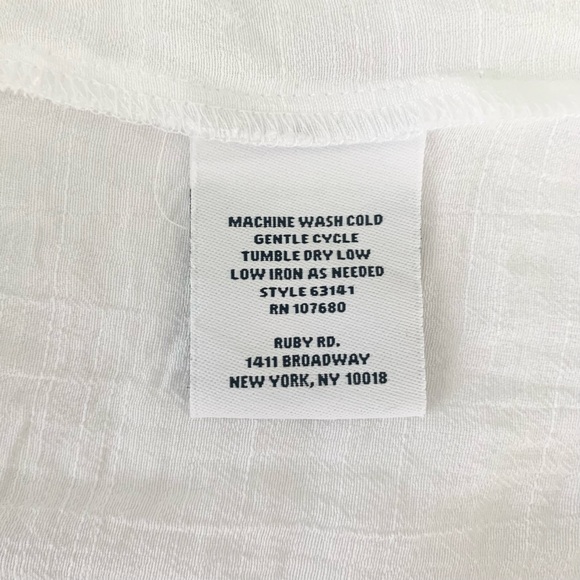 MACHINE WASH COLD
GENTLE CYCLE
TUMBLE DRY LOW
LOW IRON AS NEEDED
STYLE 63141
RN 107680
RUBY RD.
1411 BROADWAY
NEW YORK, NY 10018